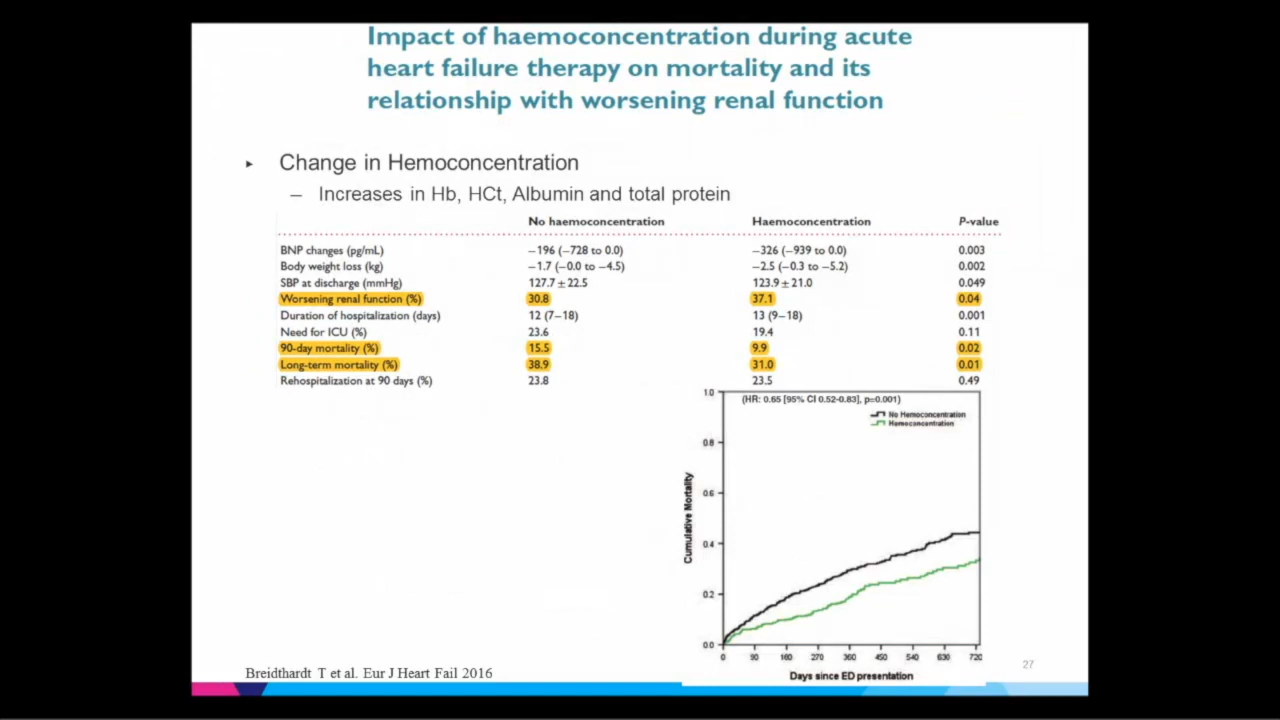 Impact of haemoconcentration during acute
heart failure therapy on mortality and its
relationship with worsening renal function
▸ Change in Hemoconcentration
– Increases in Hb, HCt, Albumin and total protein
No haemoconcentration Haemoconcentration P-value
BNP changes (pg/mL) −196 (−728 to 0.0) −326 (−939 to 0.0) 0.003
Body weight loss (kg) −1.7 (−0.0 to −4.5) −2.5 (−0.3 to −5.2) 0.002
SBP at discharge (mmHg) 127.7 ± 22.5 123.9 ± 21.0 0.049
Worsening renal function (%) 30.8 37.1 0.04
Duration of hospitalization (days) 12 (7–18) 13 (9–18) 0.001
Need for ICU (%) 23.6 19.4 0.11
90-day mortality (%) 15.5 9.9 0.02
Long-term mortality (%) 38.9 31.0 0.01
Rehospitalization at 90 days (%) 23.8 23.5 0.49
(HR: 0.65 [95% CI 0.52-0.83], p=0.001)
No Hemoconcentration
Hemoconcentration
Cumulative Mortality
1.0
0.8
0.6
0.4
0.2
0.0
0 90 180 270 360 450 540 630 720
Days since ED presentation
Breidthardt T et al. Eur J Heart Fail 2016
27